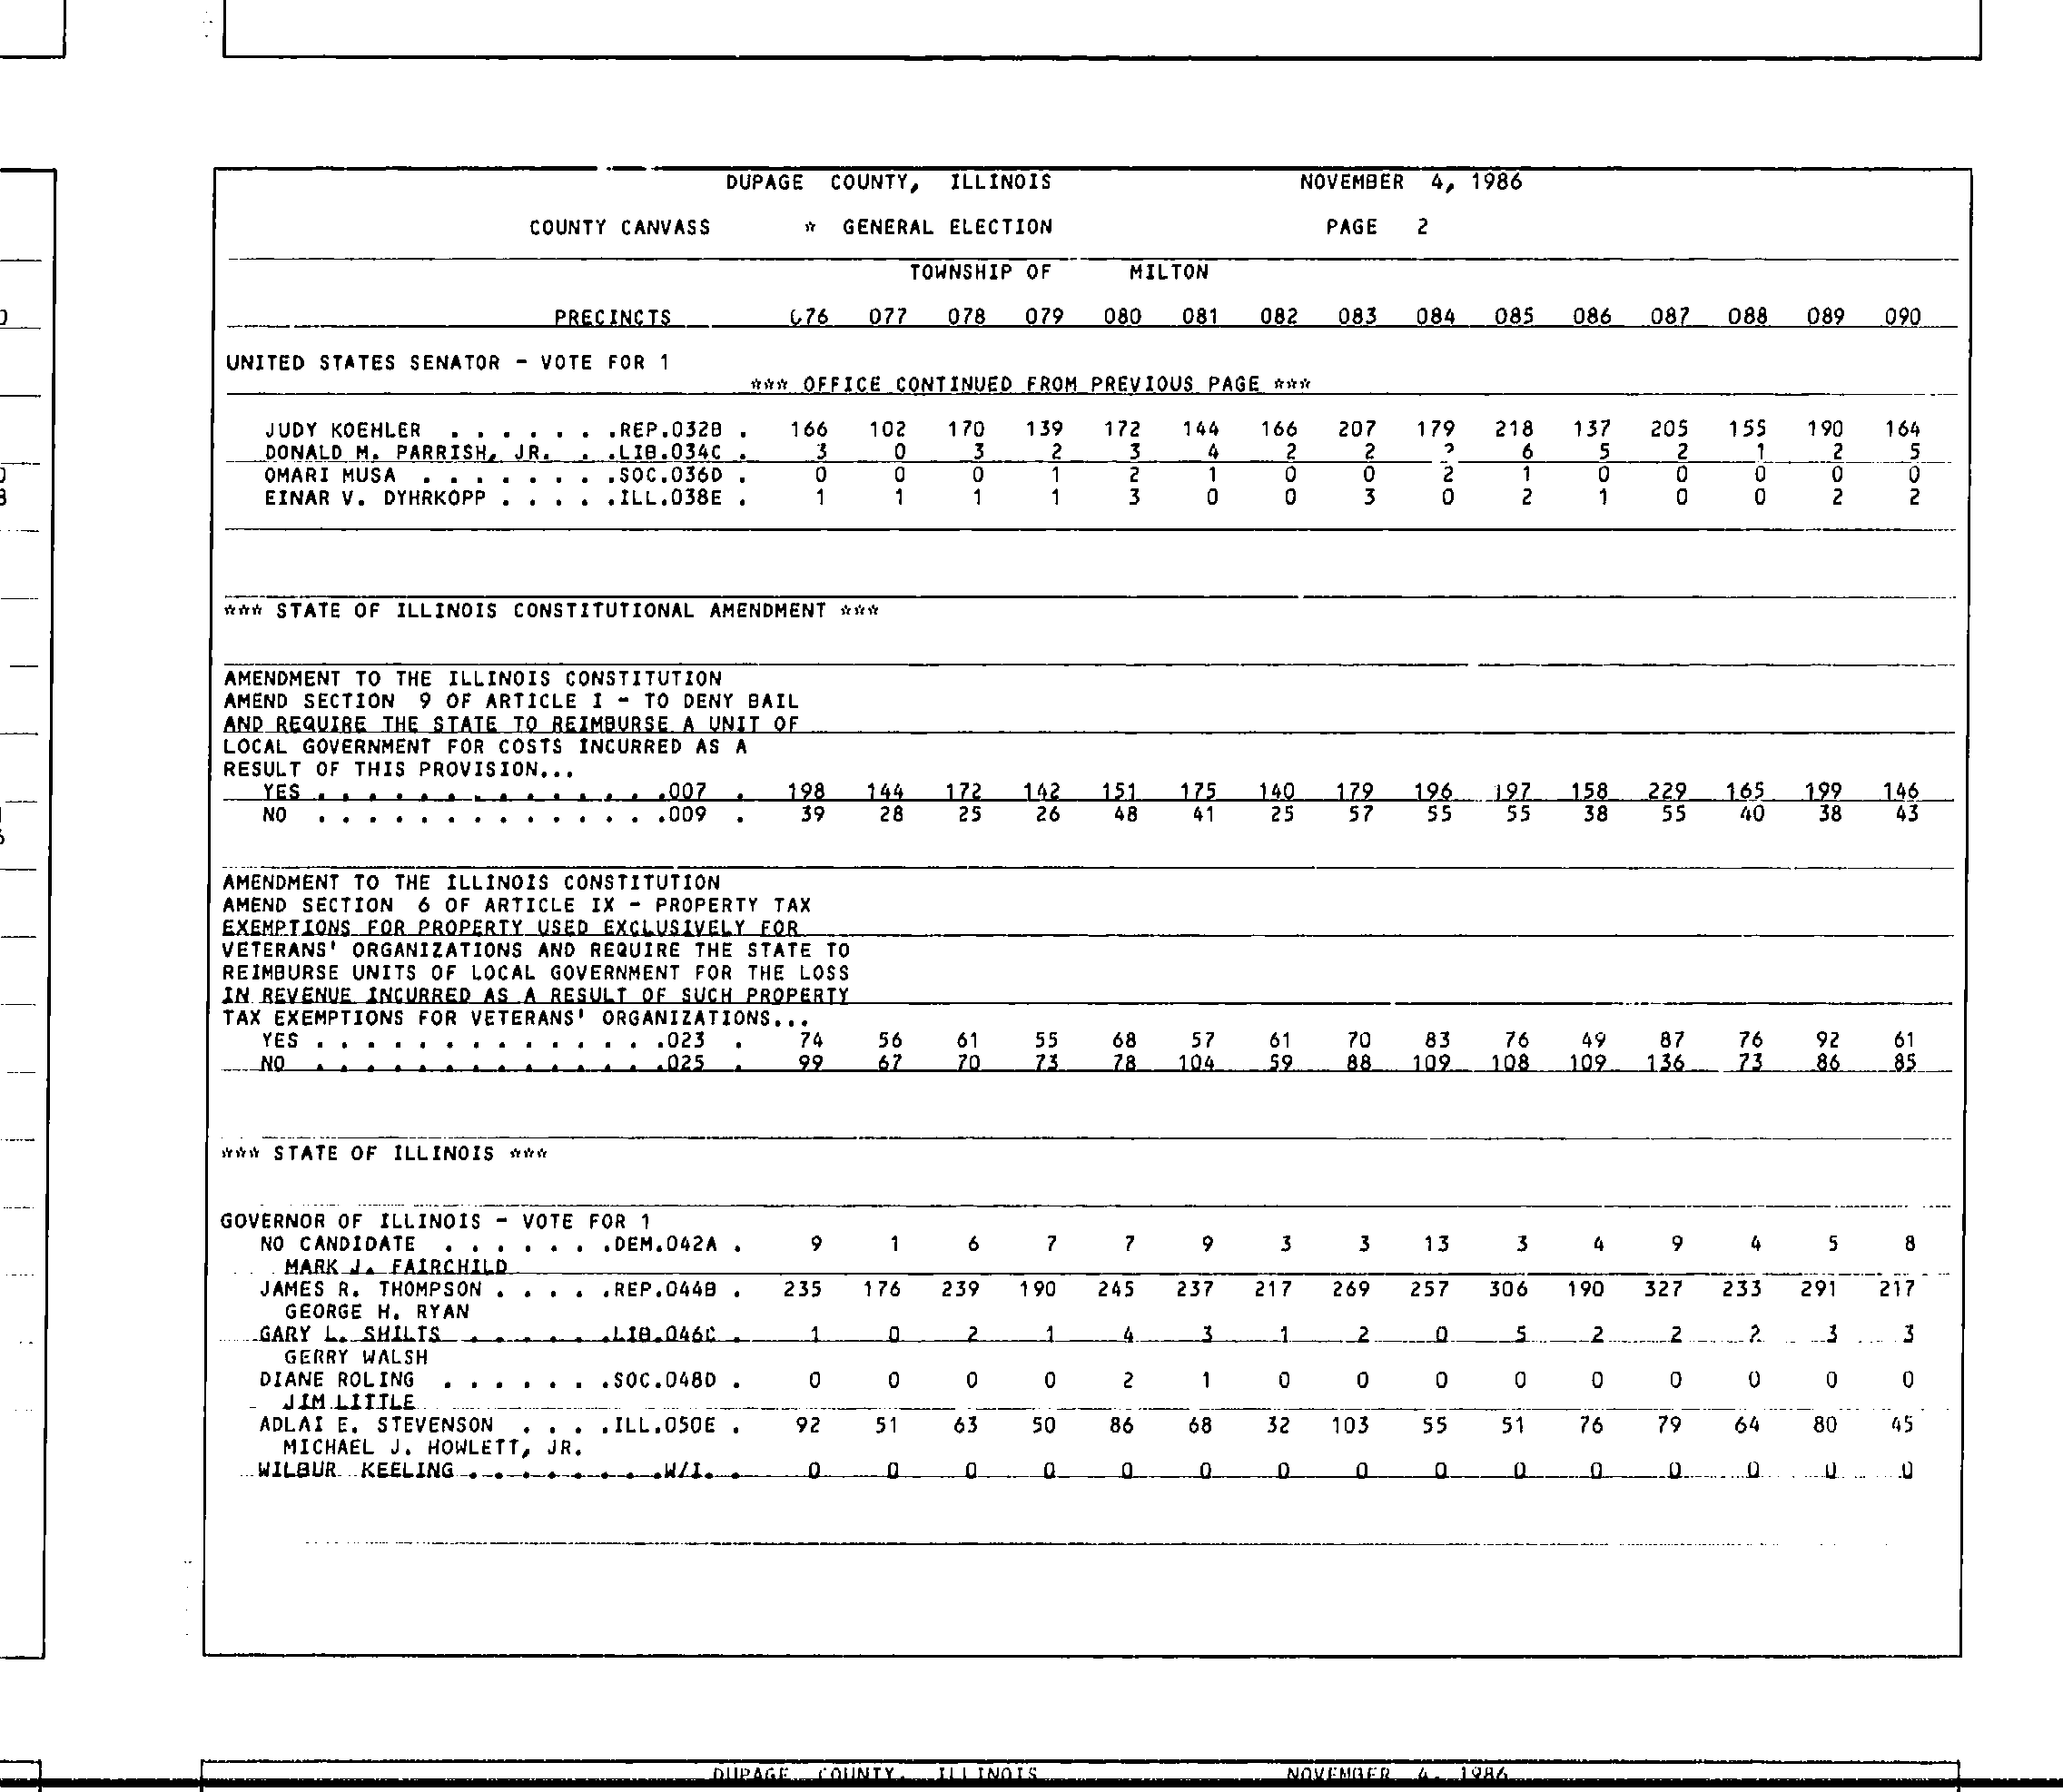 DUPAGE COUNTY, ILLINOIS NOVEMBER 4, 1986
COUNTY CANVASS * GENERAL ELECTION PAGE 2
TOWNSHIP OF MILTON
PRECINCTS 076 077 078 079 080 081 082 083 084 085 086 087 088 089 090
UNITED STATES SENATOR - VOTE FOR 1
*** OFFICE CONTINUED FROM PREVIOUS PAGE ***
JUDY KOEHLER . . . . . . .REP.032B . 166 102 170 139 172 144 166 207 179 218 137 205 155 190 164
DONALD M. PARRISH, JR. . .LIB.034C . 3 0 3 2 3 4 2 2 6 5 2 1 2 5
OMARI MUSA . . . . . . . .SOC.036D . 0 0 0 1 2 1 0 0 2 1 0 0 0 0 0
EINAR V. DYHRKOPP . . . . .ILL.038E . 1 1 1 1 3 0 0 3 0 2 1 0 0 2 2
*** STATE OF ILLINOIS CONSTITUTIONAL AMENDMENT ***
AMENDMENT TO THE ILLINOIS CONSTITUTION
AMEND SECTION 9 OF ARTICLE I - TO DENY BAIL
AND REQUIRE THE STATE TO REIMBURSE A UNIT OF
LOCAL GOVERNMENT FOR COSTS INCURRED AS A
RESULT OF THIS PROVISION...
YES . . . . . . . . . . . . . .007 . 198 144 172 142 151 175 140 179 196 197 158 229 165 199 146
NO . . . . . . . . . . . . . .009 . 39 28 25 26 48 41 25 57 55 55 38 55 40 38 43
AMENDMENT TO THE ILLINOIS CONSTITUTION
AMEND SECTION 6 OF ARTICLE IX - PROPERTY TAX
EXEMPTIONS FOR PROPERTY USED EXCLUSIVELY FOR
VETERANS' ORGANIZATIONS AND REQUIRE THE STATE TO
REIMBURSE UNITS OF LOCAL GOVERNMENT FOR THE LOSS
IN REVENUE INCURRED AS A RESULT OF SUCH PROPERTY
TAX EXEMPTIONS FOR VETERANS' ORGANIZATIONS...
YES . . . . . . . . . . . . . .023 . 74 56 61 55 68 57 61 70 83 76 49 87 76 92 61
NO . . . . . . . . . . . . . .025 . 99 67 70 73 78 104 59 88 109 108 109 136 73 86 85
*** STATE OF ILLINOIS ***
GOVERNOR OF ILLINOIS - VOTE FOR 1
NO CANDIDATE . . . . . . .DEM.042A . 9 1 6 7 7 9 3 3 13 3 4 9 4 5 8
MARK J. FAIRCHILD
JAMES R. THOMPSON . . . . .REP.044B . 235 176 239 190 245 237 217 269 257 306 190 327 233 291 217
GEORGE H. RYAN
GARY L. SHILTS . . . . . .LIB.046C . 1 0 2 1 4 3 1 2 0 5 2 2 2 3 3
GERRY WALSH
DIANE ROLING . . . . . . .SOC.048D . 0 0 0 0 2 1 0 0 0 0 0 0 0 0 0
JIM LITTLE
ADLAI E. STEVENSON . . . .ILL.050E . 92 51 63 50 86 68 32 103 55 51 76 79 64 80 45
MICHAEL J. HOWLETT, JR.
WILBUR KEELING . . . . . . . .W/I. . 0 0 0 0 0 0 0 0 0 0 0 0 0 0 0
DUPAGE COUNTY, ILLINOIS NOVEMBER 4, 1986